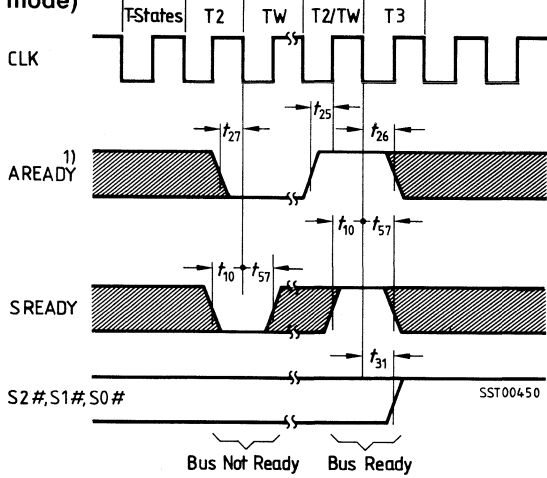 mode)
T-States T2 TW T2/TW T3
CLK
t25
t27 t26
1)
AREADY
t10 t57
t10 t57
SREADY
t31
S2#,S1#,S0#
SST00450
Bus Not Ready Bus Ready